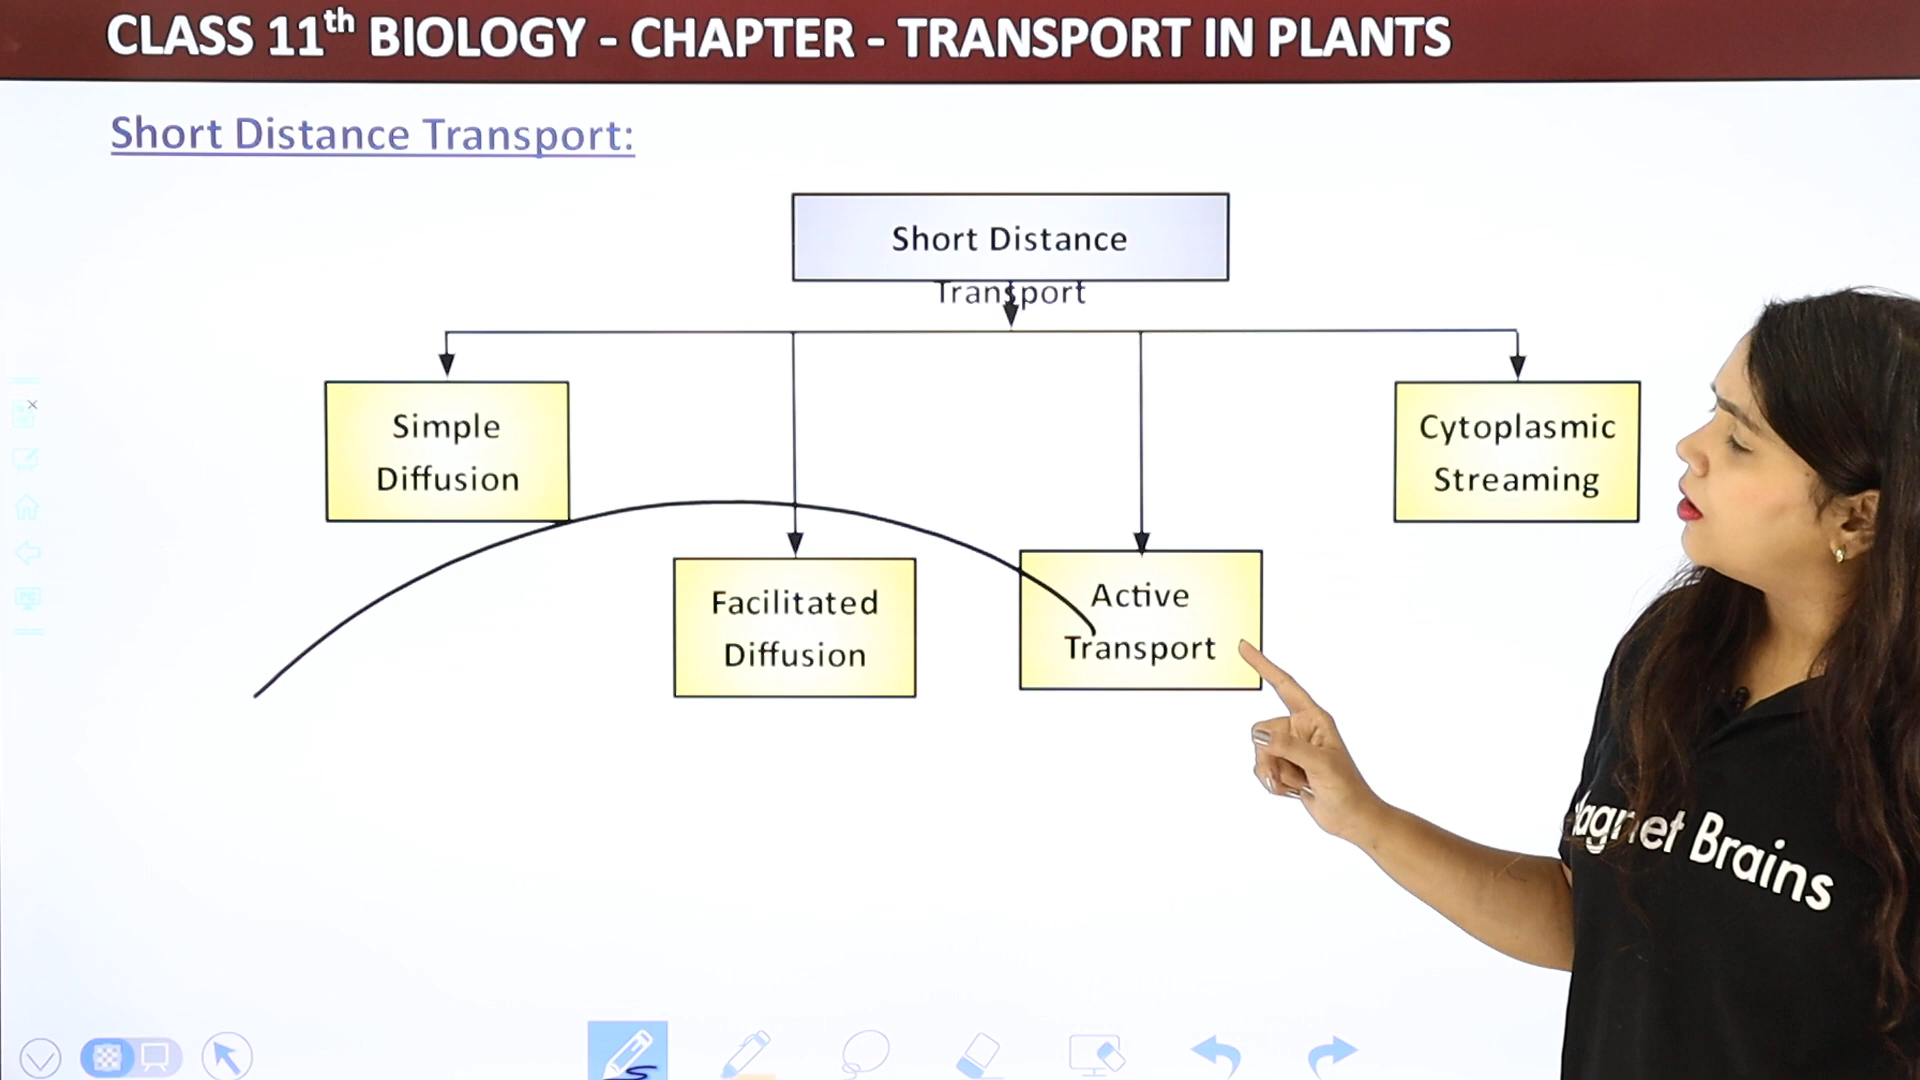 CLASS 11th BIOLOGY - CHAPTER - TRANSPORT IN PLANTS
Short Distance Transport:
Short Distance
Transport
Simple
Diffusion
Cytoplasmic
Streaming
Facilitated
Diffusion
Active
Transport
agnet Brains